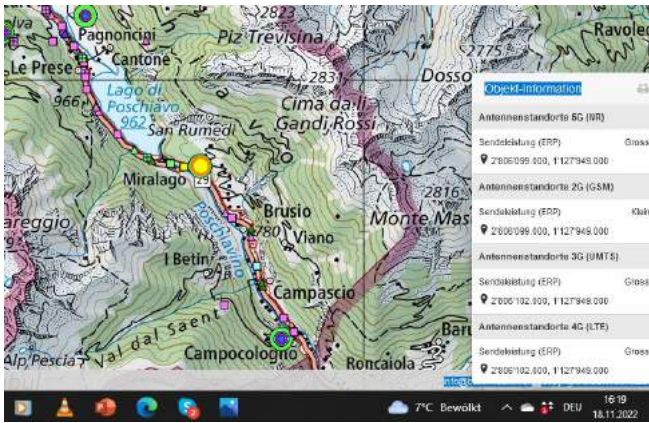 2823
Pagnoncini
Piz Trevisina
Ravole
Le Prese
Cantone
2775
2831
Dosso
Lago di
Poschiavo
966
962
Cima da li
Gandi Rossi
San Rumedi
Miralago
29
2816
Brusio
Monte Mas
780
Viano
Poschiavino
areggio
I Betin
Campascio
Val dal Saent
Campocologno
Alp Pescia
Roncaiola
Objekt-Information
Antennenstandorte 5G (NR)
Sendeleistung (ERP) Gross
2'806'099.000, 1'127'949.000
Antennenstandorte 2G (GSM)
Sendeleistung (ERP) Klein
2'806'099.000, 1'127'949.000
Antennenstandorte 3G (UMTS)
Sendeleistung (ERP) Gross
2'806'102.000, 1'127'949.000
Antennenstandorte 4G (LTE)
Sendeleistung (ERP) Gross
2'806'102.000, 1'127'949.000
7°C Bewölkt
DEU
16:19
18.11.2022